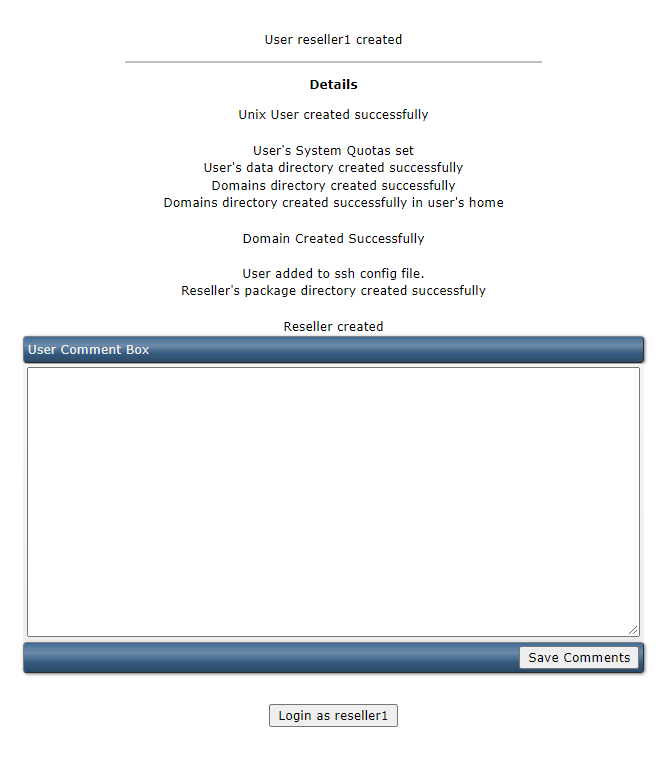 User reseller1 created
Details
Unix User created successfully
User's System Quotas set
User's data directory created successfully
Domains directory created successfully
Domains directory created successfully in user's home
Domain Created Successfully
User added to ssh config file.
Reseller's package directory created successfully
Reseller created
User Comment Box
Save Comments
Login as reseller1